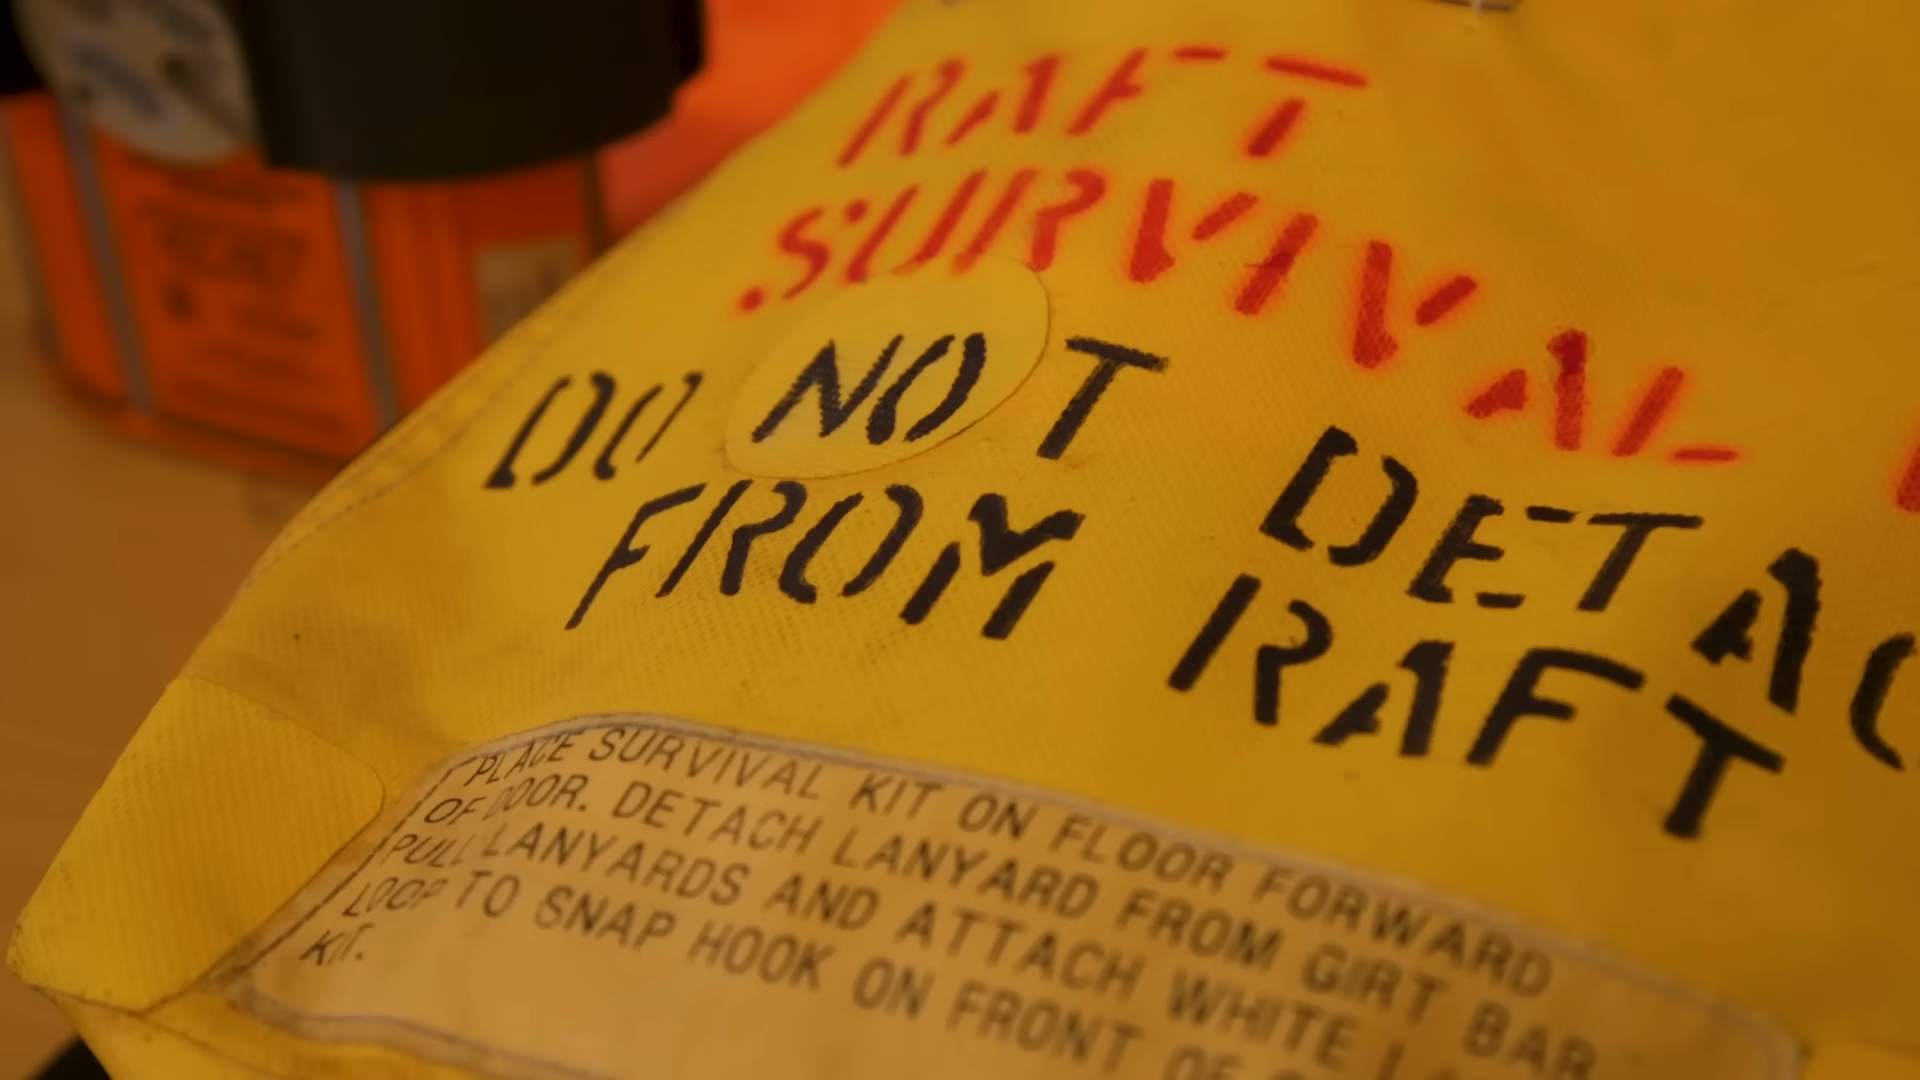 RAFT
SURVIVAL
DO NOT DETAC
FROM RAFT
PLACE SURVIVAL KIT ON FLOOR FORWARD
OF DOOR. DETACH LANYARD FROM GIRT BAR
PULL LANYARDS AND ATTACH WHITE
LOOP TO SNAP HOOK ON FRONT OF
KIT.